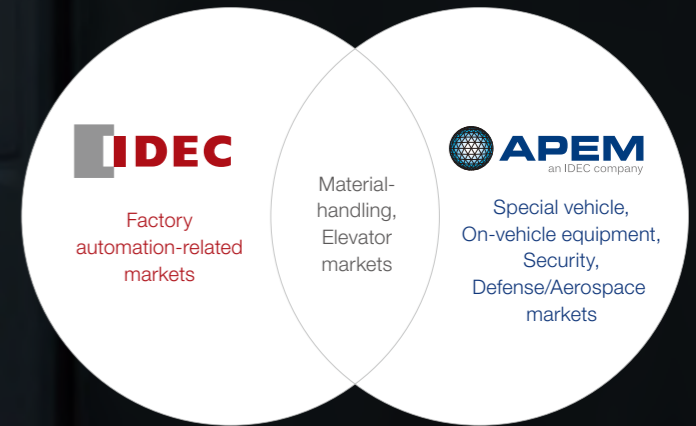 IDEC
Factory
automation-related
markets
Material-
handling,
Elevator
markets
APEM
an IDEC company
Special vehicle,
On-vehicle equipment,
Security,
Defense/Aerospace
markets